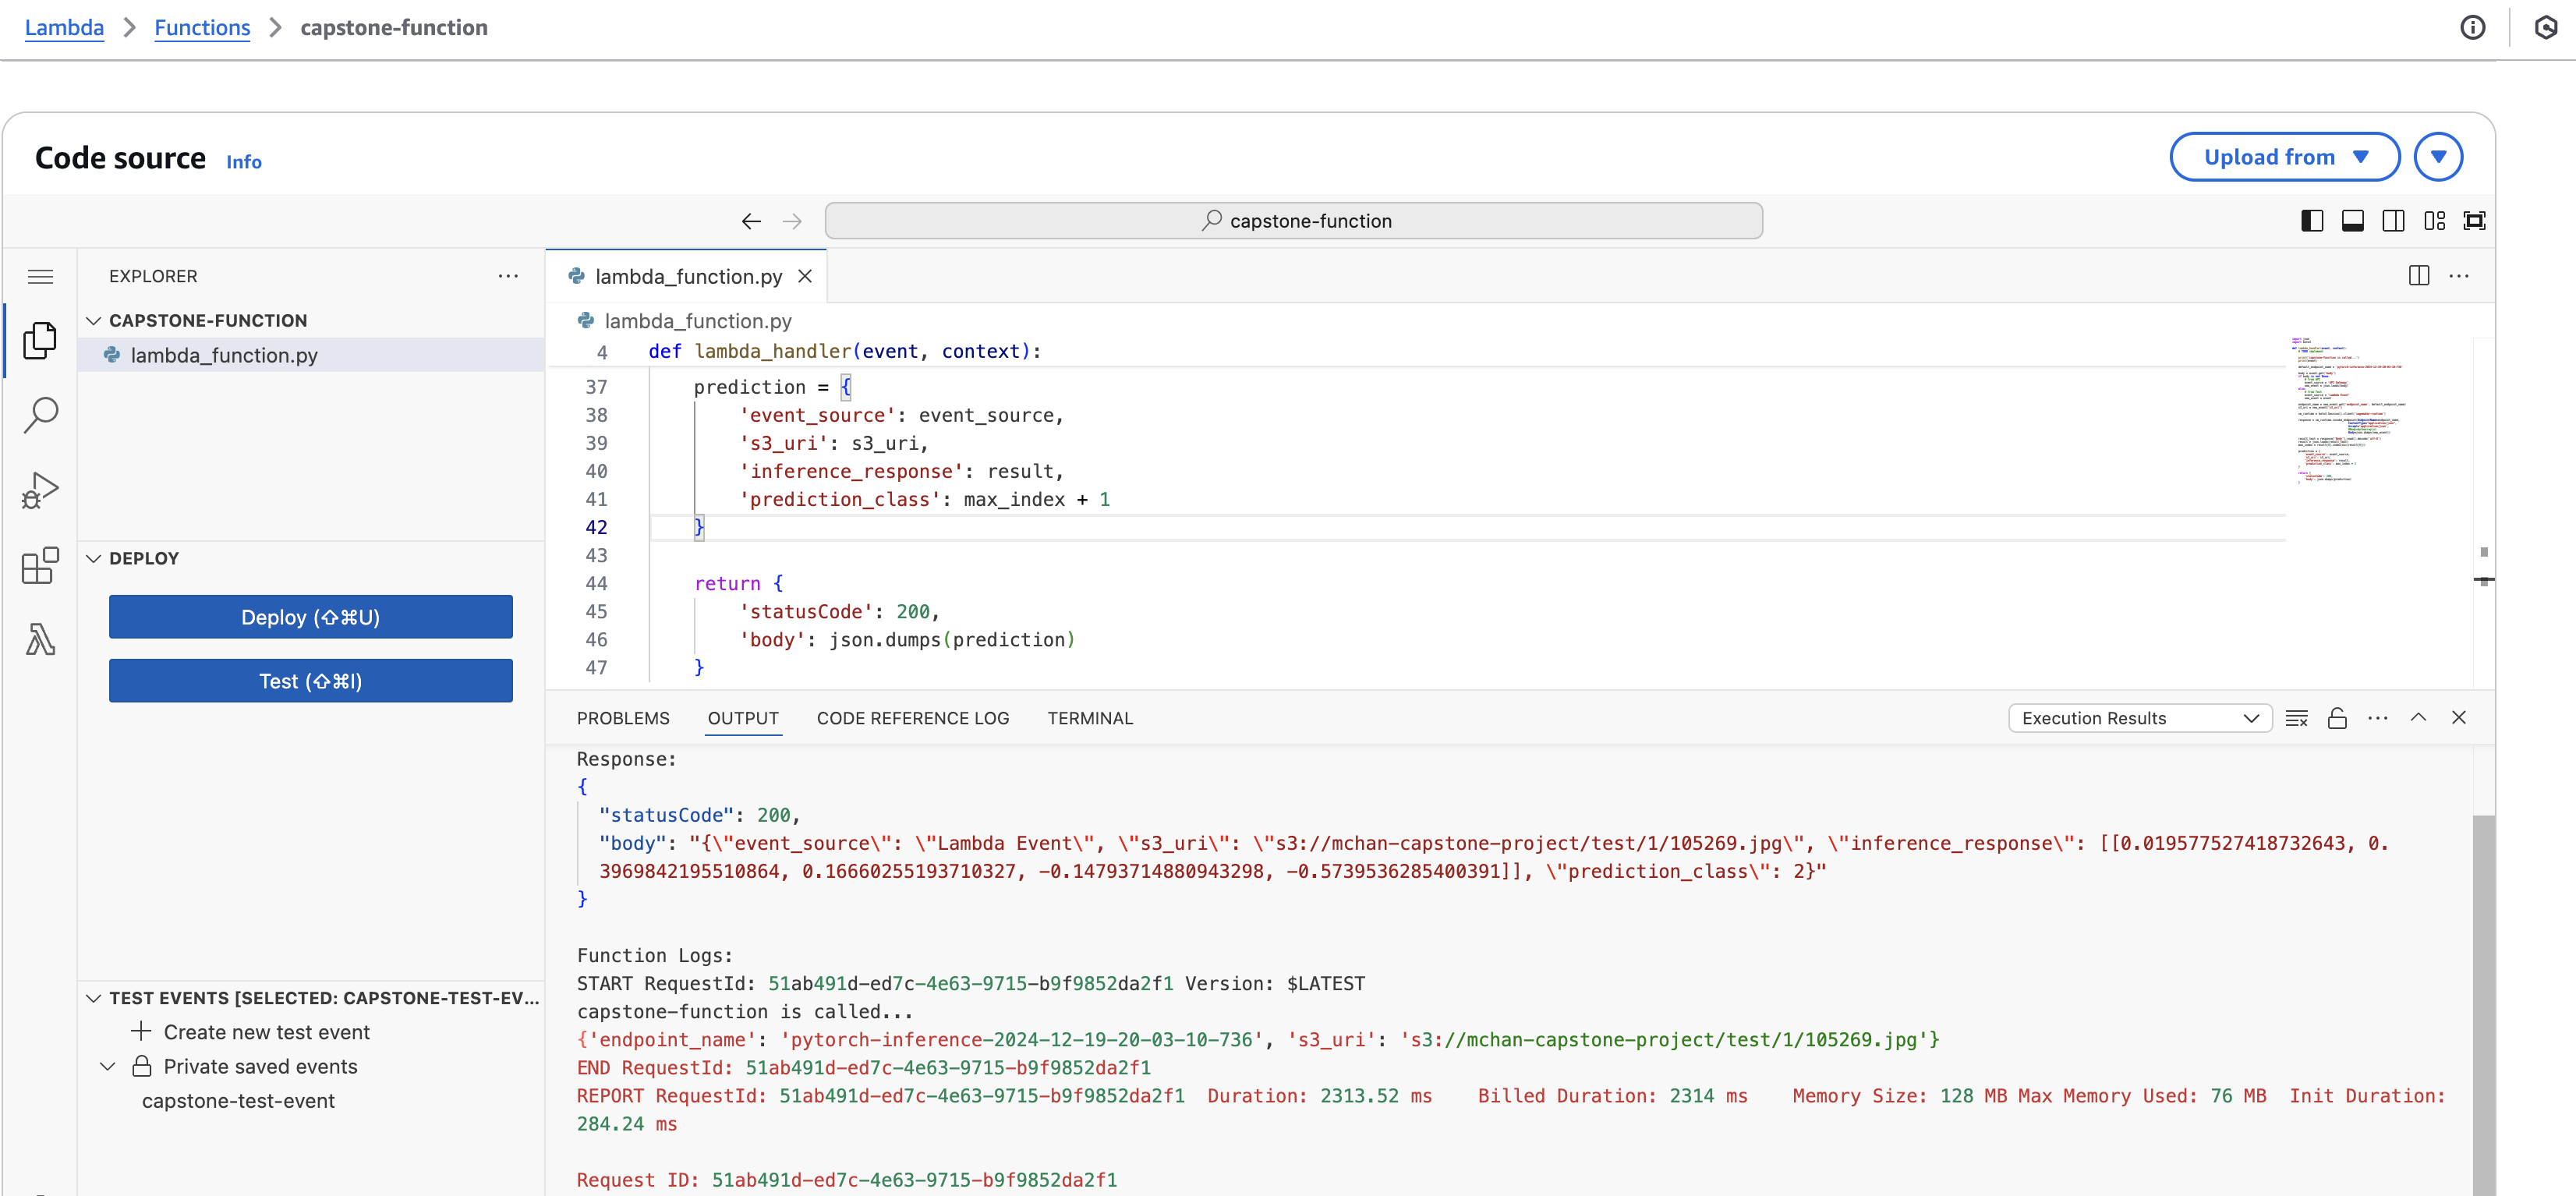 Lambda > Functions > capstone-function
Code source Info
Upload from
capstone-function
EXPLORER
CAPSTONE-FUNCTION
lambda_function.py
DEPLOY
Deploy (⇧⌘U)
Test (⇧⌘I)
TEST EVENTS [SELECTED: CAPSTONE-TEST-EV...
Create new test event
Private saved events
capstone-test-event
lambda_function.py
lambda_function.py
4 def lambda_handler(event, context):
37 prediction = {
38 'event_source': event_source,
39 's3_uri': s3_uri,
40 'inference_response': result,
41 'prediction_class': max_index + 1
42 }
43
44 return {
45 'statusCode': 200,
46 'body': json.dumps(prediction)
47 }
PROBLEMS OUTPUT CODE REFERENCE LOG TERMINAL
Execution Results
Response:
{
"statusCode": 200,
"body": "{\"event_source\": \"Lambda Event\", \"s3_uri\": \"s3://mchan-capstone-project/test/1/105269.jpg\", \"inference_response\": [[0.019577527418732643, 0.
3969842195510864, 0.16660255193710327, -0.14793714880943298, -0.5739536285400391]], \"prediction_class\": 2}"
}
Function Logs:
START RequestId: 51ab491d-ed7c-4e63-9715-b9f9852da2f1 Version: $LATEST
capstone-function is called...
{'endpoint_name': 'pytorch-inference-2024-12-19-20-03-10-736', 's3_uri': 's3://mchan-capstone-project/test/1/105269.jpg'}
END RequestId: 51ab491d-ed7c-4e63-9715-b9f9852da2f1
REPORT RequestId: 51ab491d-ed7c-4e63-9715-b9f9852da2f1 Duration: 2313.52 ms Billed Duration: 2314 ms Memory Size: 128 MB Max Memory Used: 76 MB Init Duration:
284.24 ms
Request ID: 51ab491d-ed7c-4e63-9715-b9f9852da2f1